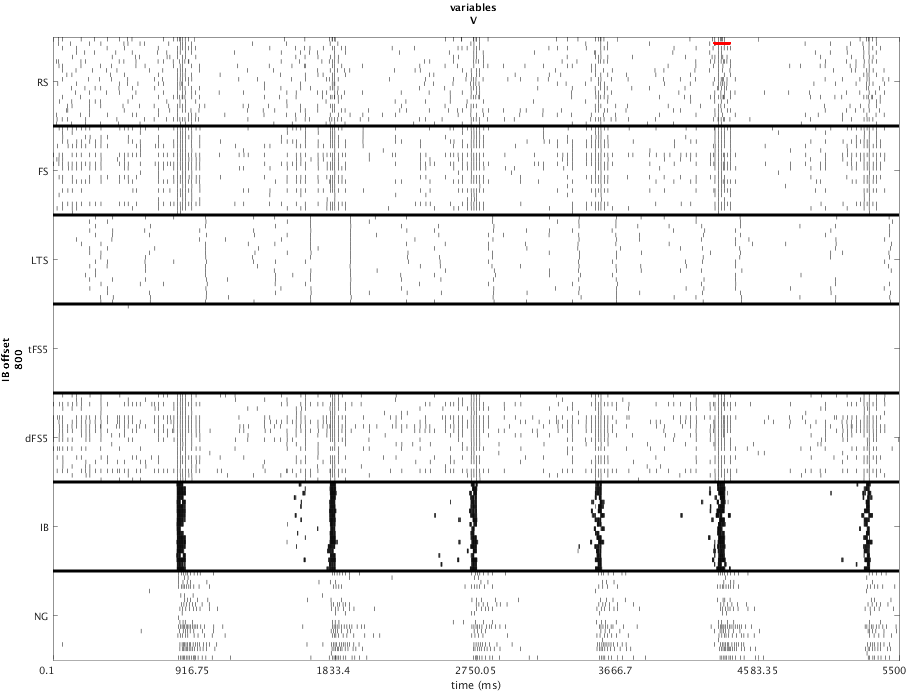 variables
V
RS
FS
LTS
tFS5
dFS5
IB
NG
IB offset
800
0.1
916.75
1833.4
2750.05
3666.7
4583.35
5500
time (ms)